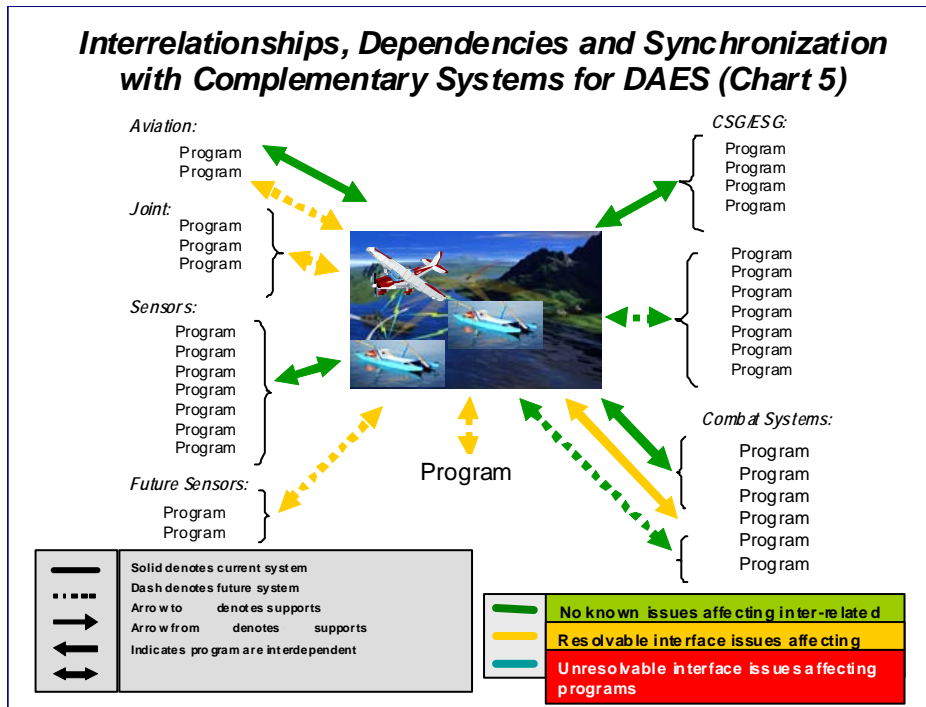 Interrelationships, Dependencies and Synchronization
with Complementary Systems for DAES (Chart 5)
Aviation:
Program
Program
Joint:
Program
Program
Program
Sensors:
Program
Program
Program
Program
Program
Program
Program
Future Sensors:
Program
Program
Program
CSG/ESG:
Program
Program
Program
Program
Program
Program
Program
Program
Program
Program
Program
Combat Systems:
Program
Program
Program
Program
Program
Program
Solid denotes current system
Dash denotes future system
Arrow to denotes supports
Arrow from denotes supports
Indicates program are interdependent
No known issues affecting inter-related
Resolvable interface issues affecting
Unresolvable interface issues affecting
programs